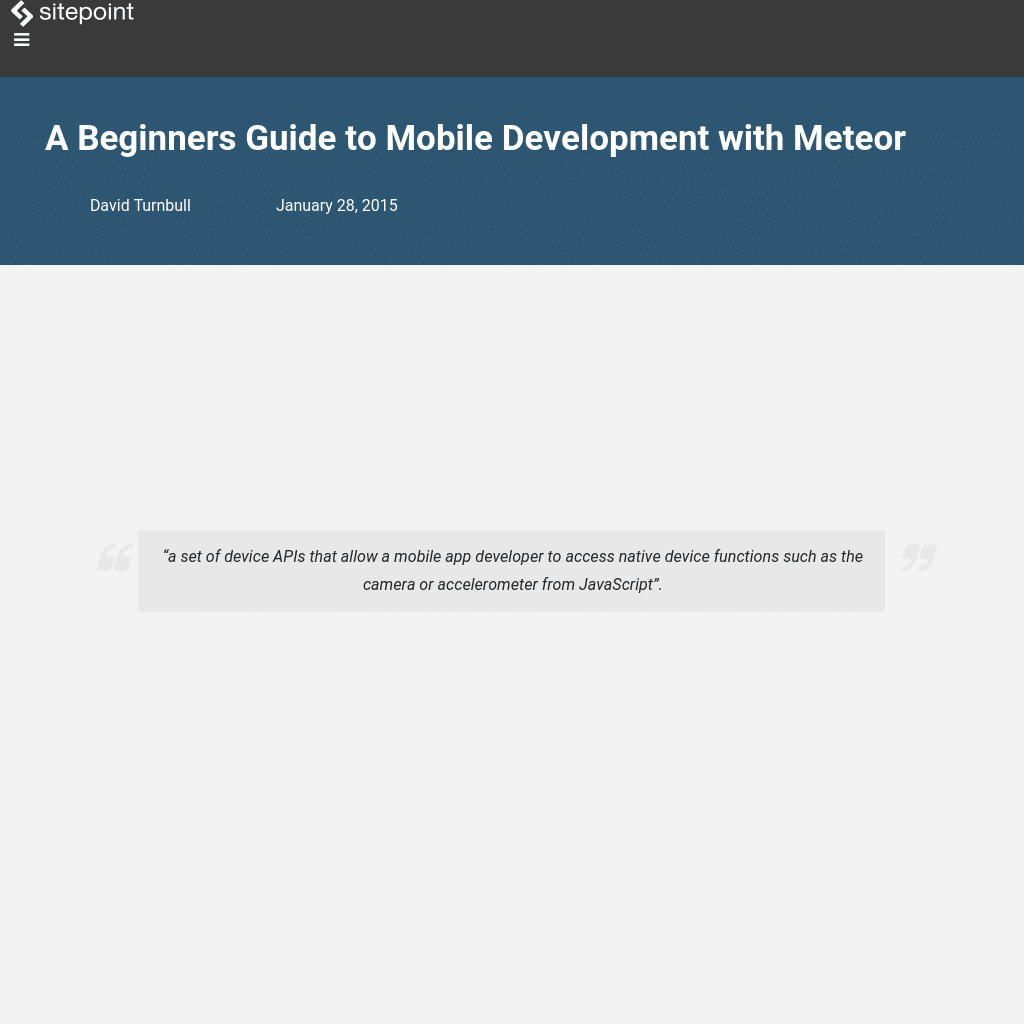 sitepoint
A Beginners Guide to Mobile Development with Meteor
David Turnbull January 28, 2015
“a set of device APIs that allow a mobile app developer to access native device functions such as the
camera or accelerometer from JavaScript”.